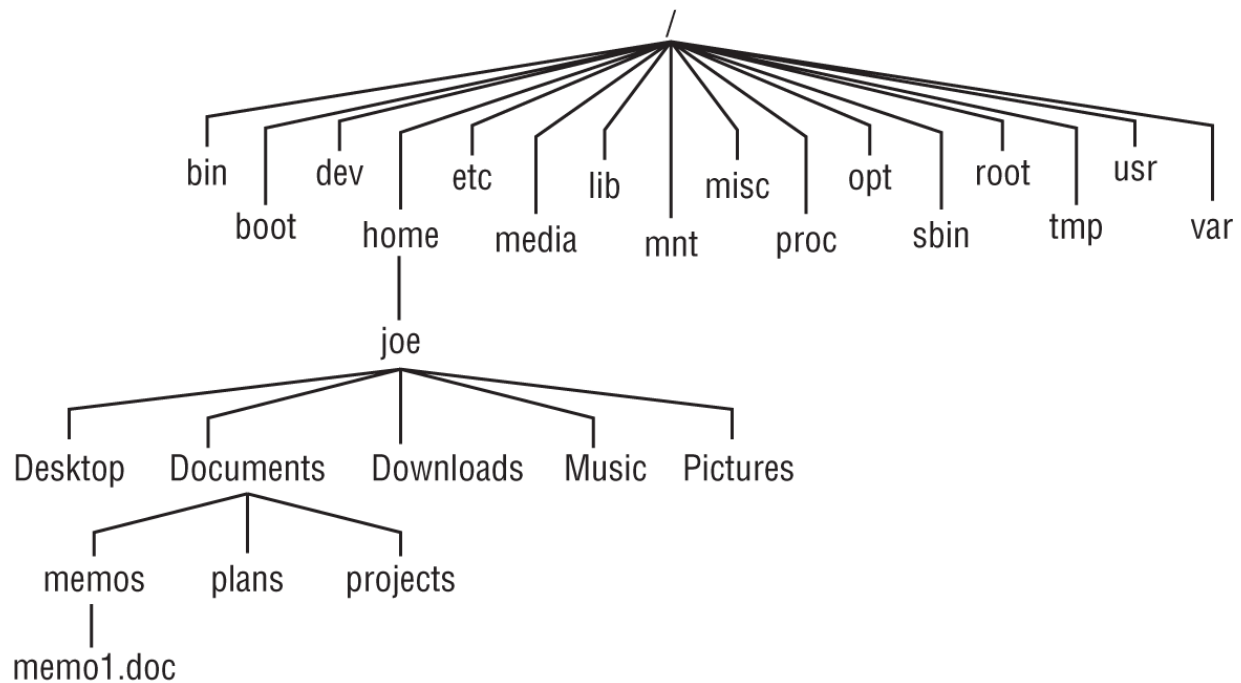 /
bin dev etc lib misc opt root usr
boot home media mnt proc sbin tmp var
joe
Desktop Documents Downloads Music Pictures
memos plans projects
memo1.doc